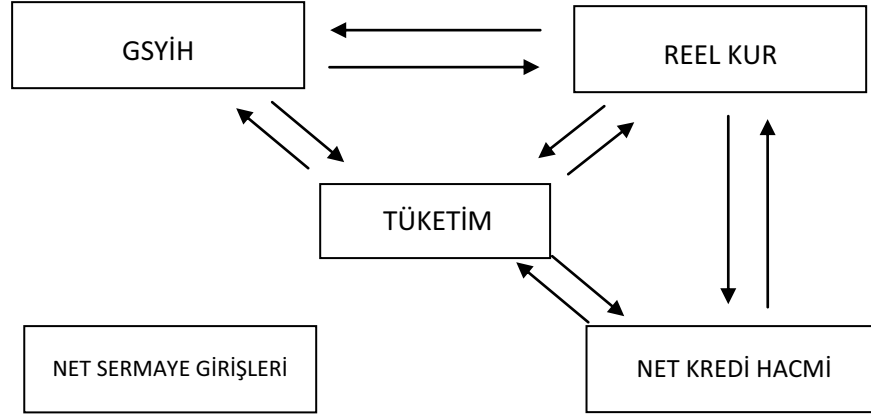 GSYİH
REEL KUR
TÜKETİM
NET SERMAYE GİRİŞLERİ
NET KREDİ HACMİ